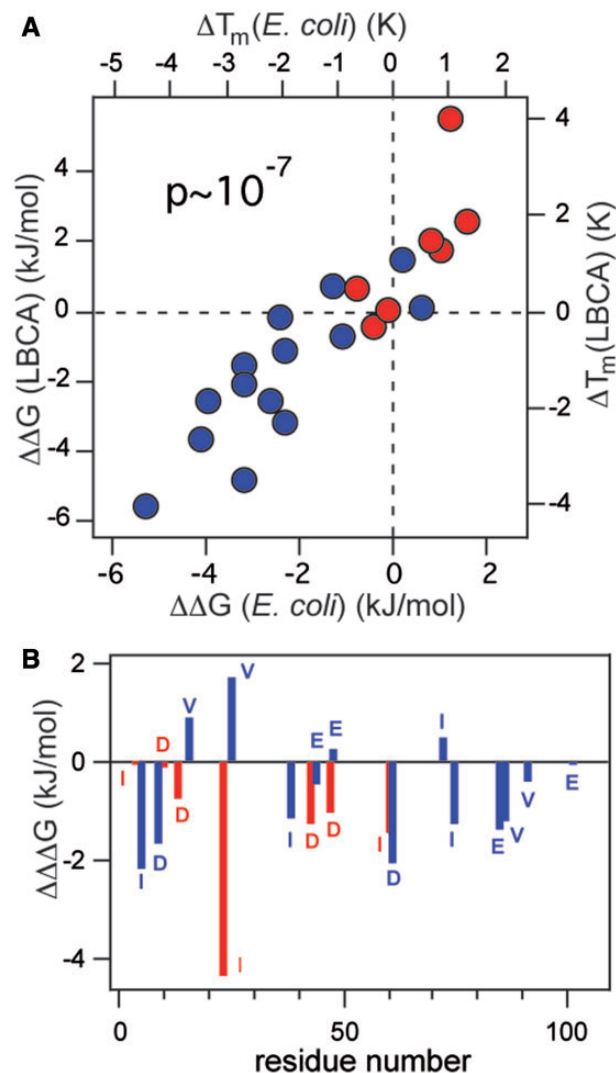 A
ΔTm(E. coli) (K)
-5 -4 -3 -2 -1 0 1 2
p~10^-7
ΔΔG (LBCA) (kJ/mol)
4
2
0
-2
-4
-6
ΔTm(LBCA) (K)
4
2
0
-2
-4
-6 -4 -2 0 2
ΔΔG (E. coli) (kJ/mol)
B
ΔΔΔG (kJ/mol)
2
0
-2
-4
I
I
D
D
D
V
V
I
I
E
D
E
D
I
D
I
I
E
V
V
E
0 50 100
residue number